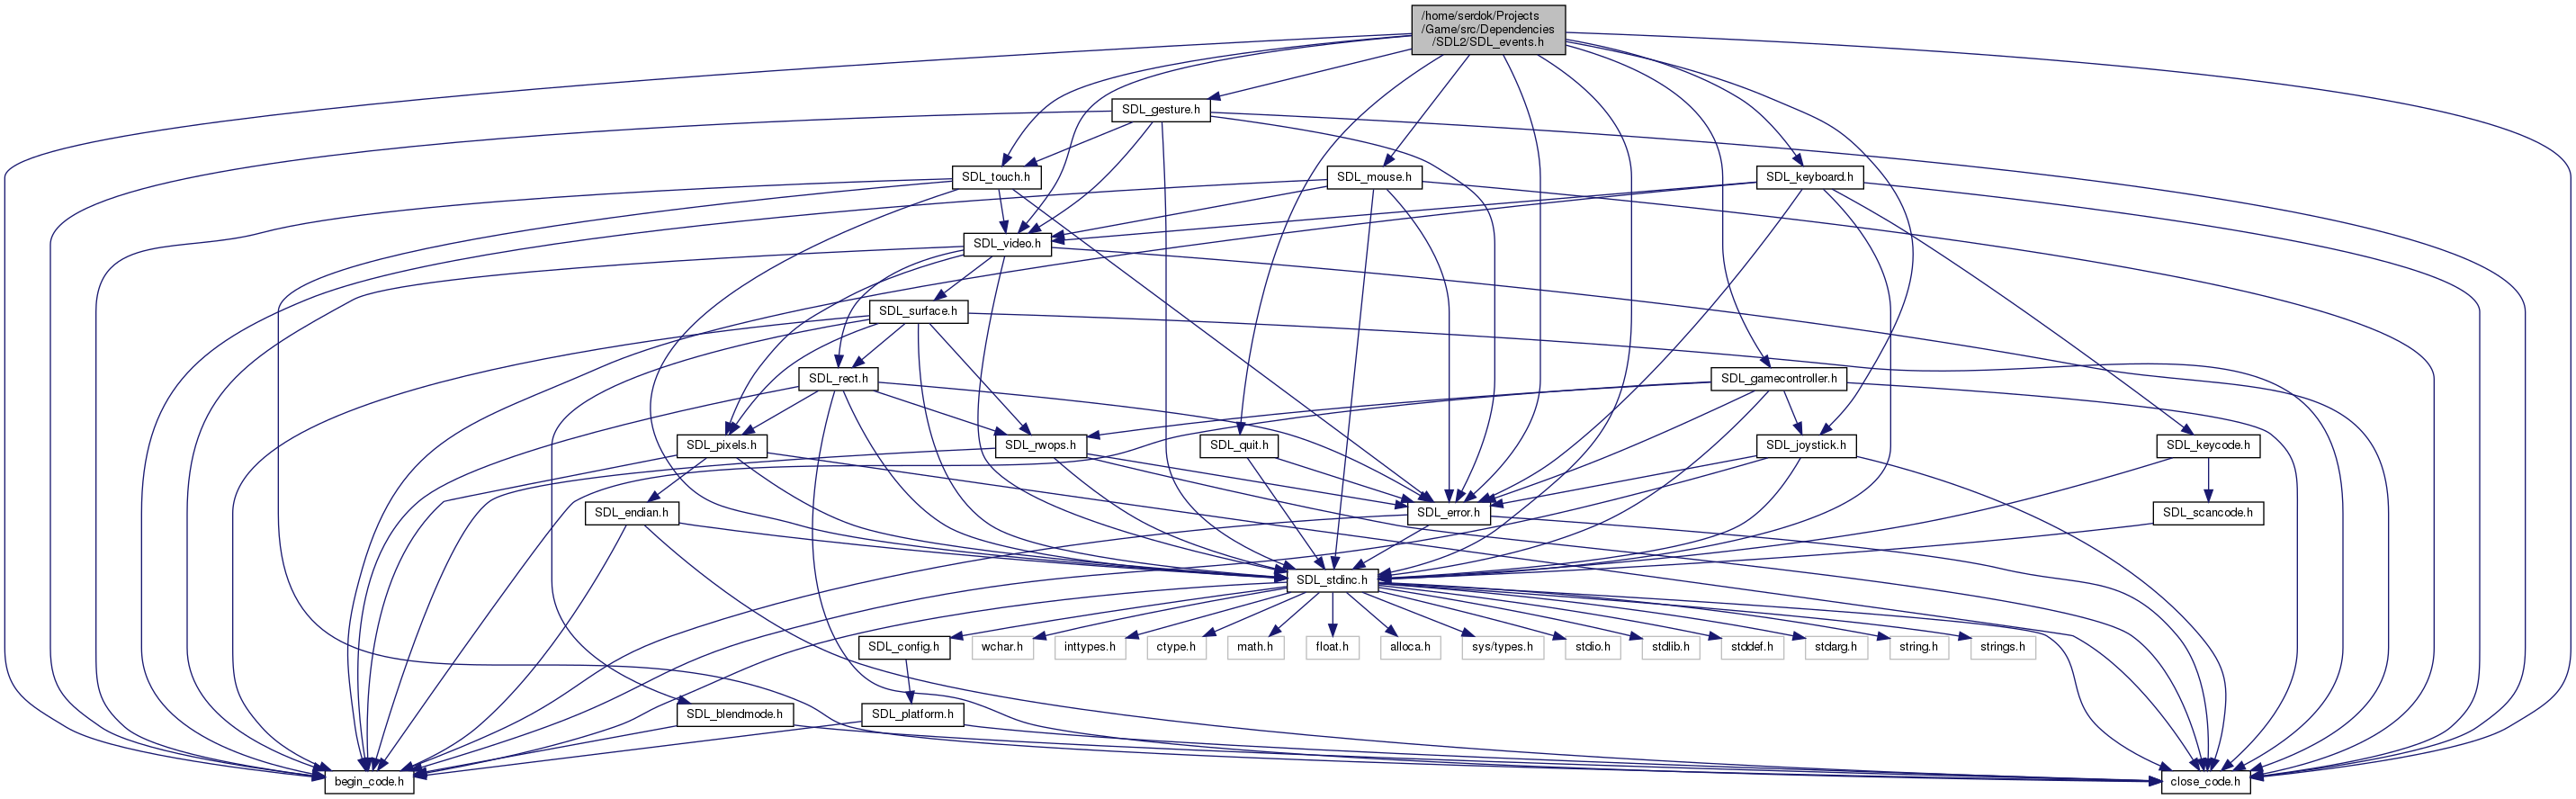 /home/serdok/Projects
/Game/src/Dependencies
/SDL2/SDL_events.h
SDL_gesture.h
SDL_touch.h
SDL_mouse.h
SDL_keyboard.h
SDL_video.h
SDL_surface.h
SDL_rect.h
SDL_gamecontroller.h
SDL_pixels.h
SDL_rwops.h
SDL_quit.h
SDL_joystick.h
SDL_keycode.h
SDL_endian.h
SDL_error.h
SDL_scancode.h
SDL_stdinc.h
SDL_config.h
wchar.h
inttypes.h
ctype.h
math.h
float.h
alloca.h
sys/types.h
stdio.h
stdlib.h
stddef.h
stdarg.h
string.h
strings.h
SDL_blendmode.h
SDL_platform.h
begin_code.h
close_code.h